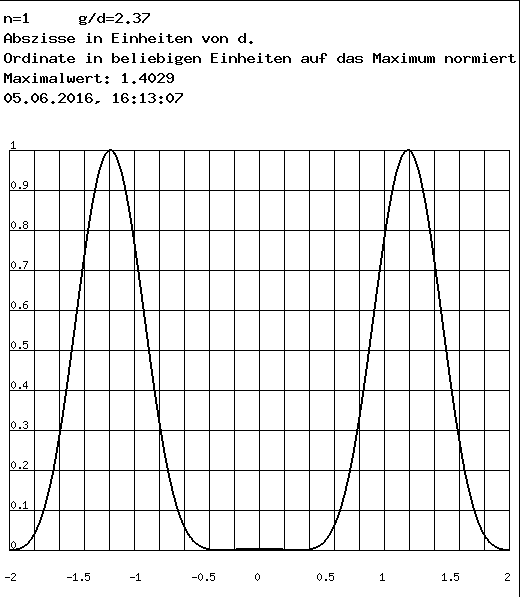 n=1 g/d=2.37
Abszisse in Einheiten von d.
Ordinate in beliebigen Einheiten auf das Maximum normiert
Maximalwert: 1.4029
05.06.2016, 16:13:07
1
0.9
0.8
0.7
0.6
0.5
0.4
0.3
0.2
0.1
0
-2 -1.5 -1 -0.5 0 0.5 1 1.5 2